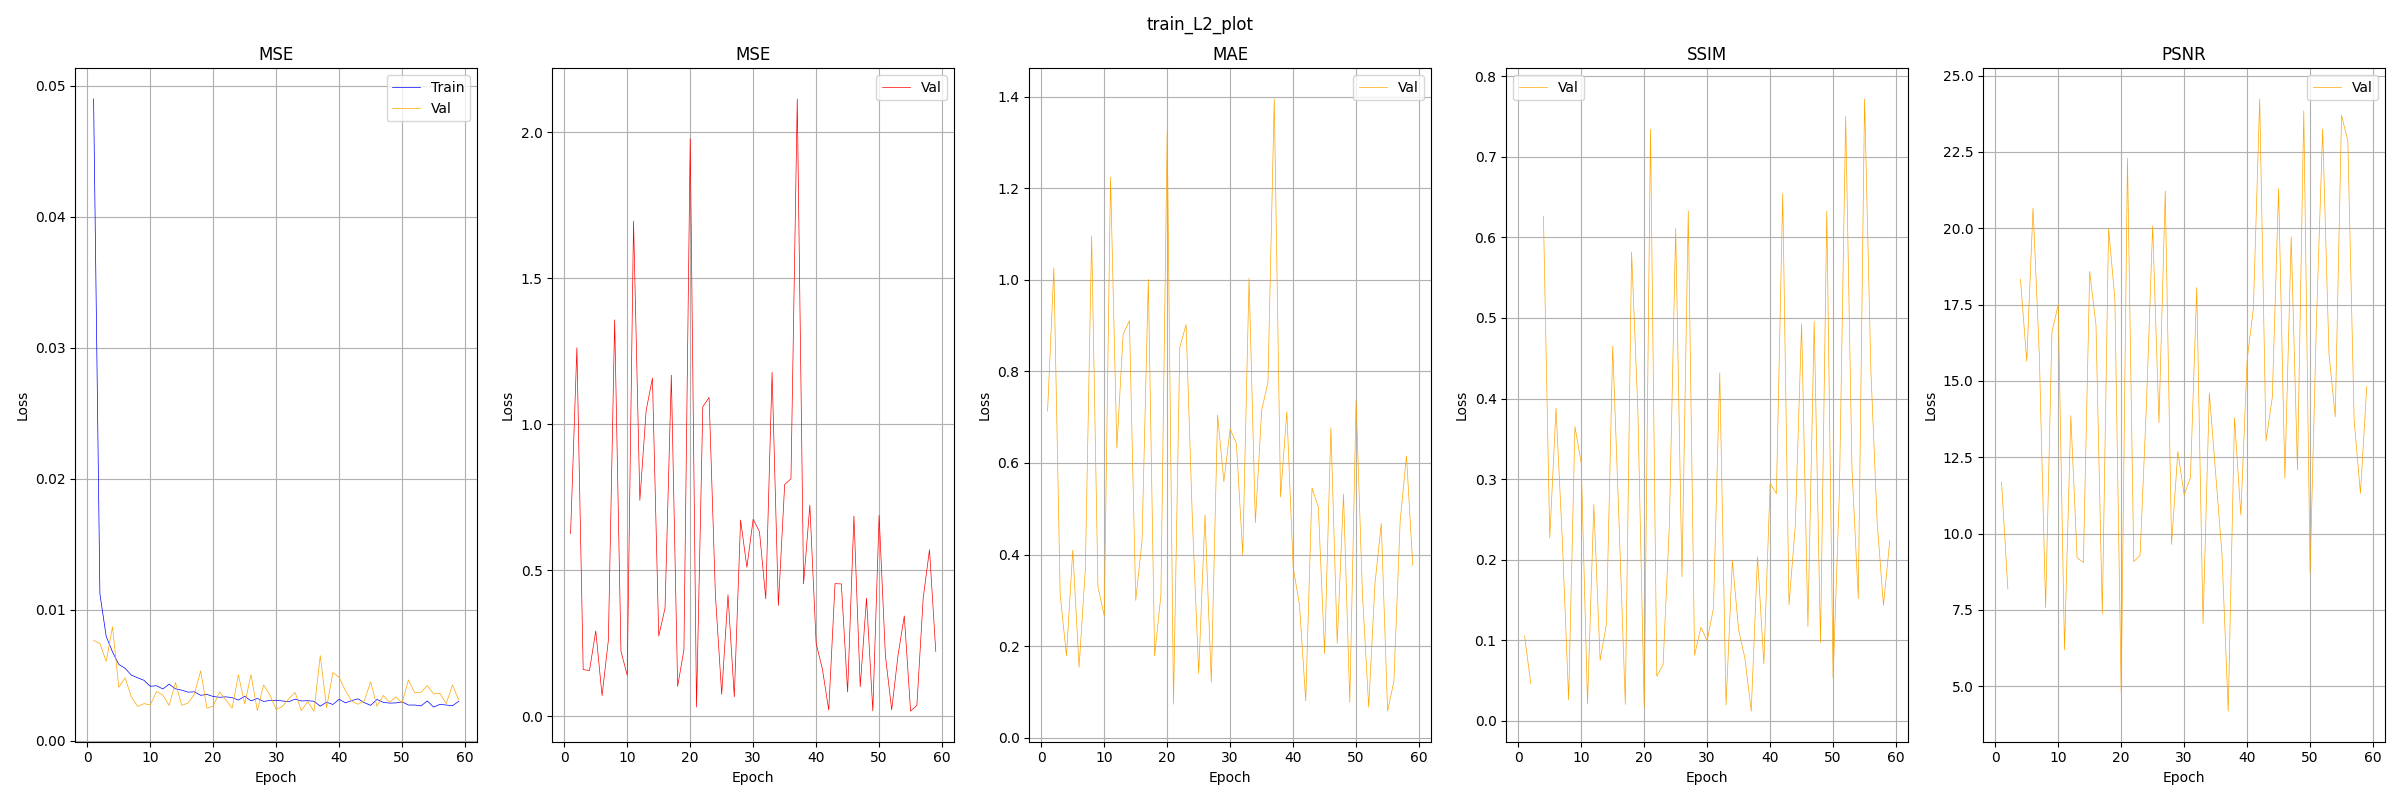 train_L2_plot
MSE
Train
Val
0.05
0.04
0.03
0.02
0.01
0.00
Loss
0 10 20 30 40 50 60
Epoch
MSE
Val
2.0
1.5
1.0
0.5
0.0
Loss
0 10 20 30 40 50 60
Epoch
MAE
Val
1.4
1.2
1.0
0.8
0.6
0.4
0.2
0.0
Loss
0 10 20 30 40 50 60
Epoch
SSIM
Val
0.8
0.7
0.6
0.5
0.4
0.3
0.2
0.1
0.0
Loss
0 10 20 30 40 50 60
Epoch
PSNR
Val
25.0
22.5
20.0
17.5
15.0
12.5
10.0
7.5
5.0
Loss
0 10 20 30 40 50 60
Epoch